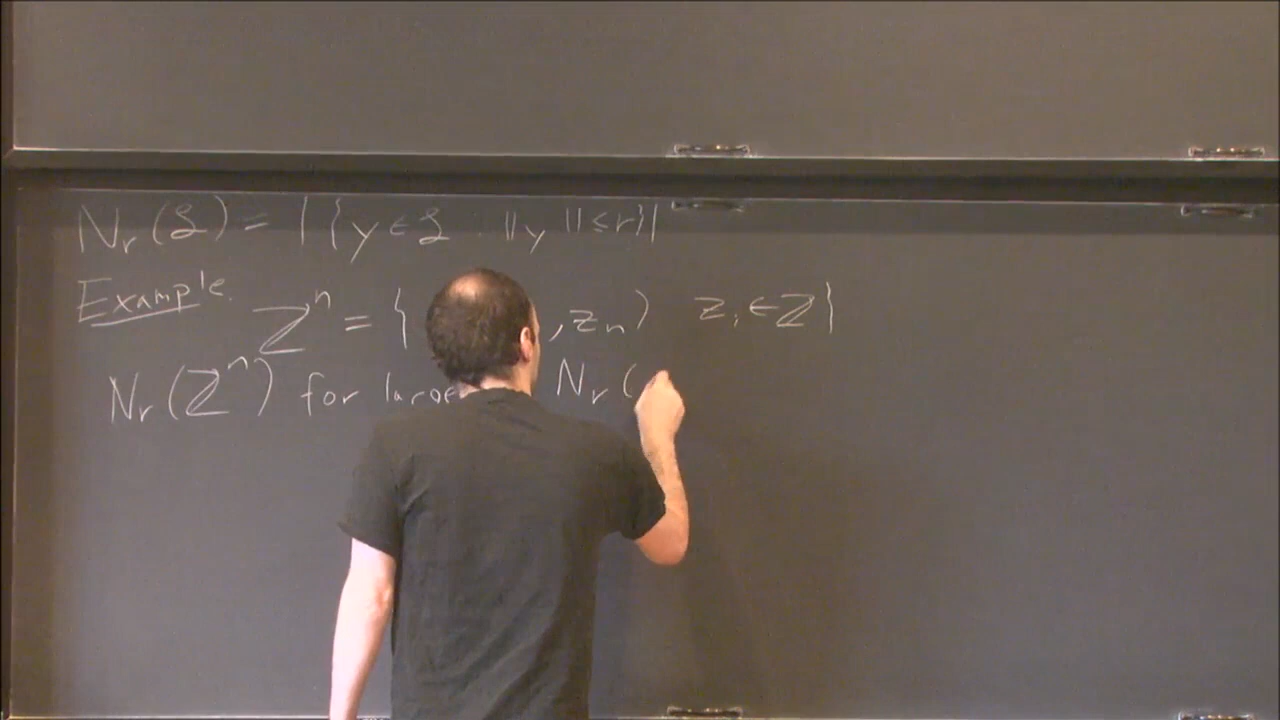 Nᵣ(ℒ) = |{y ∈ ℒ : ‖y‖ ≤ r}|
Example. ℤⁿ = { , zₙ) zᵢ ∈ ℤ}
Nᵣ(ℤⁿ) for large Nᵣ(